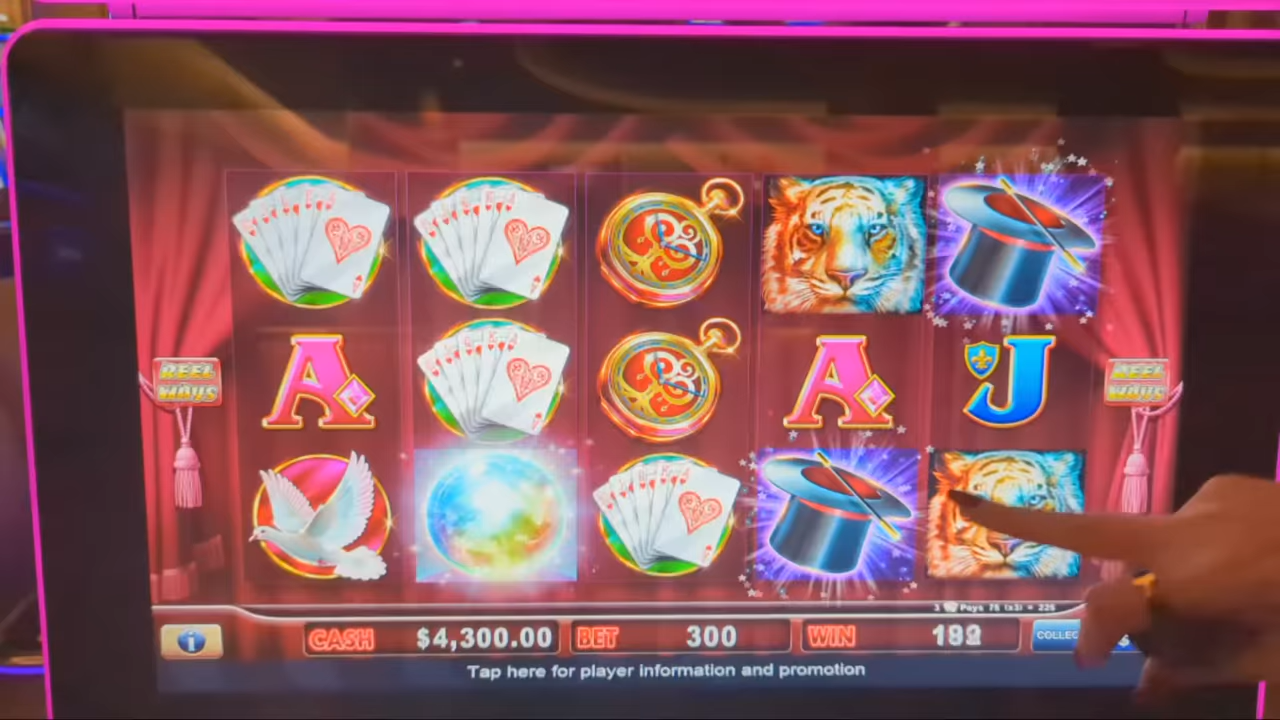 A
A
J
REEL
WAYS
REEL
WAYS
3 Pays 75 (x3) = 225
CASH $4,300.00 BET 300 WIN
Tap here for player information and promotion